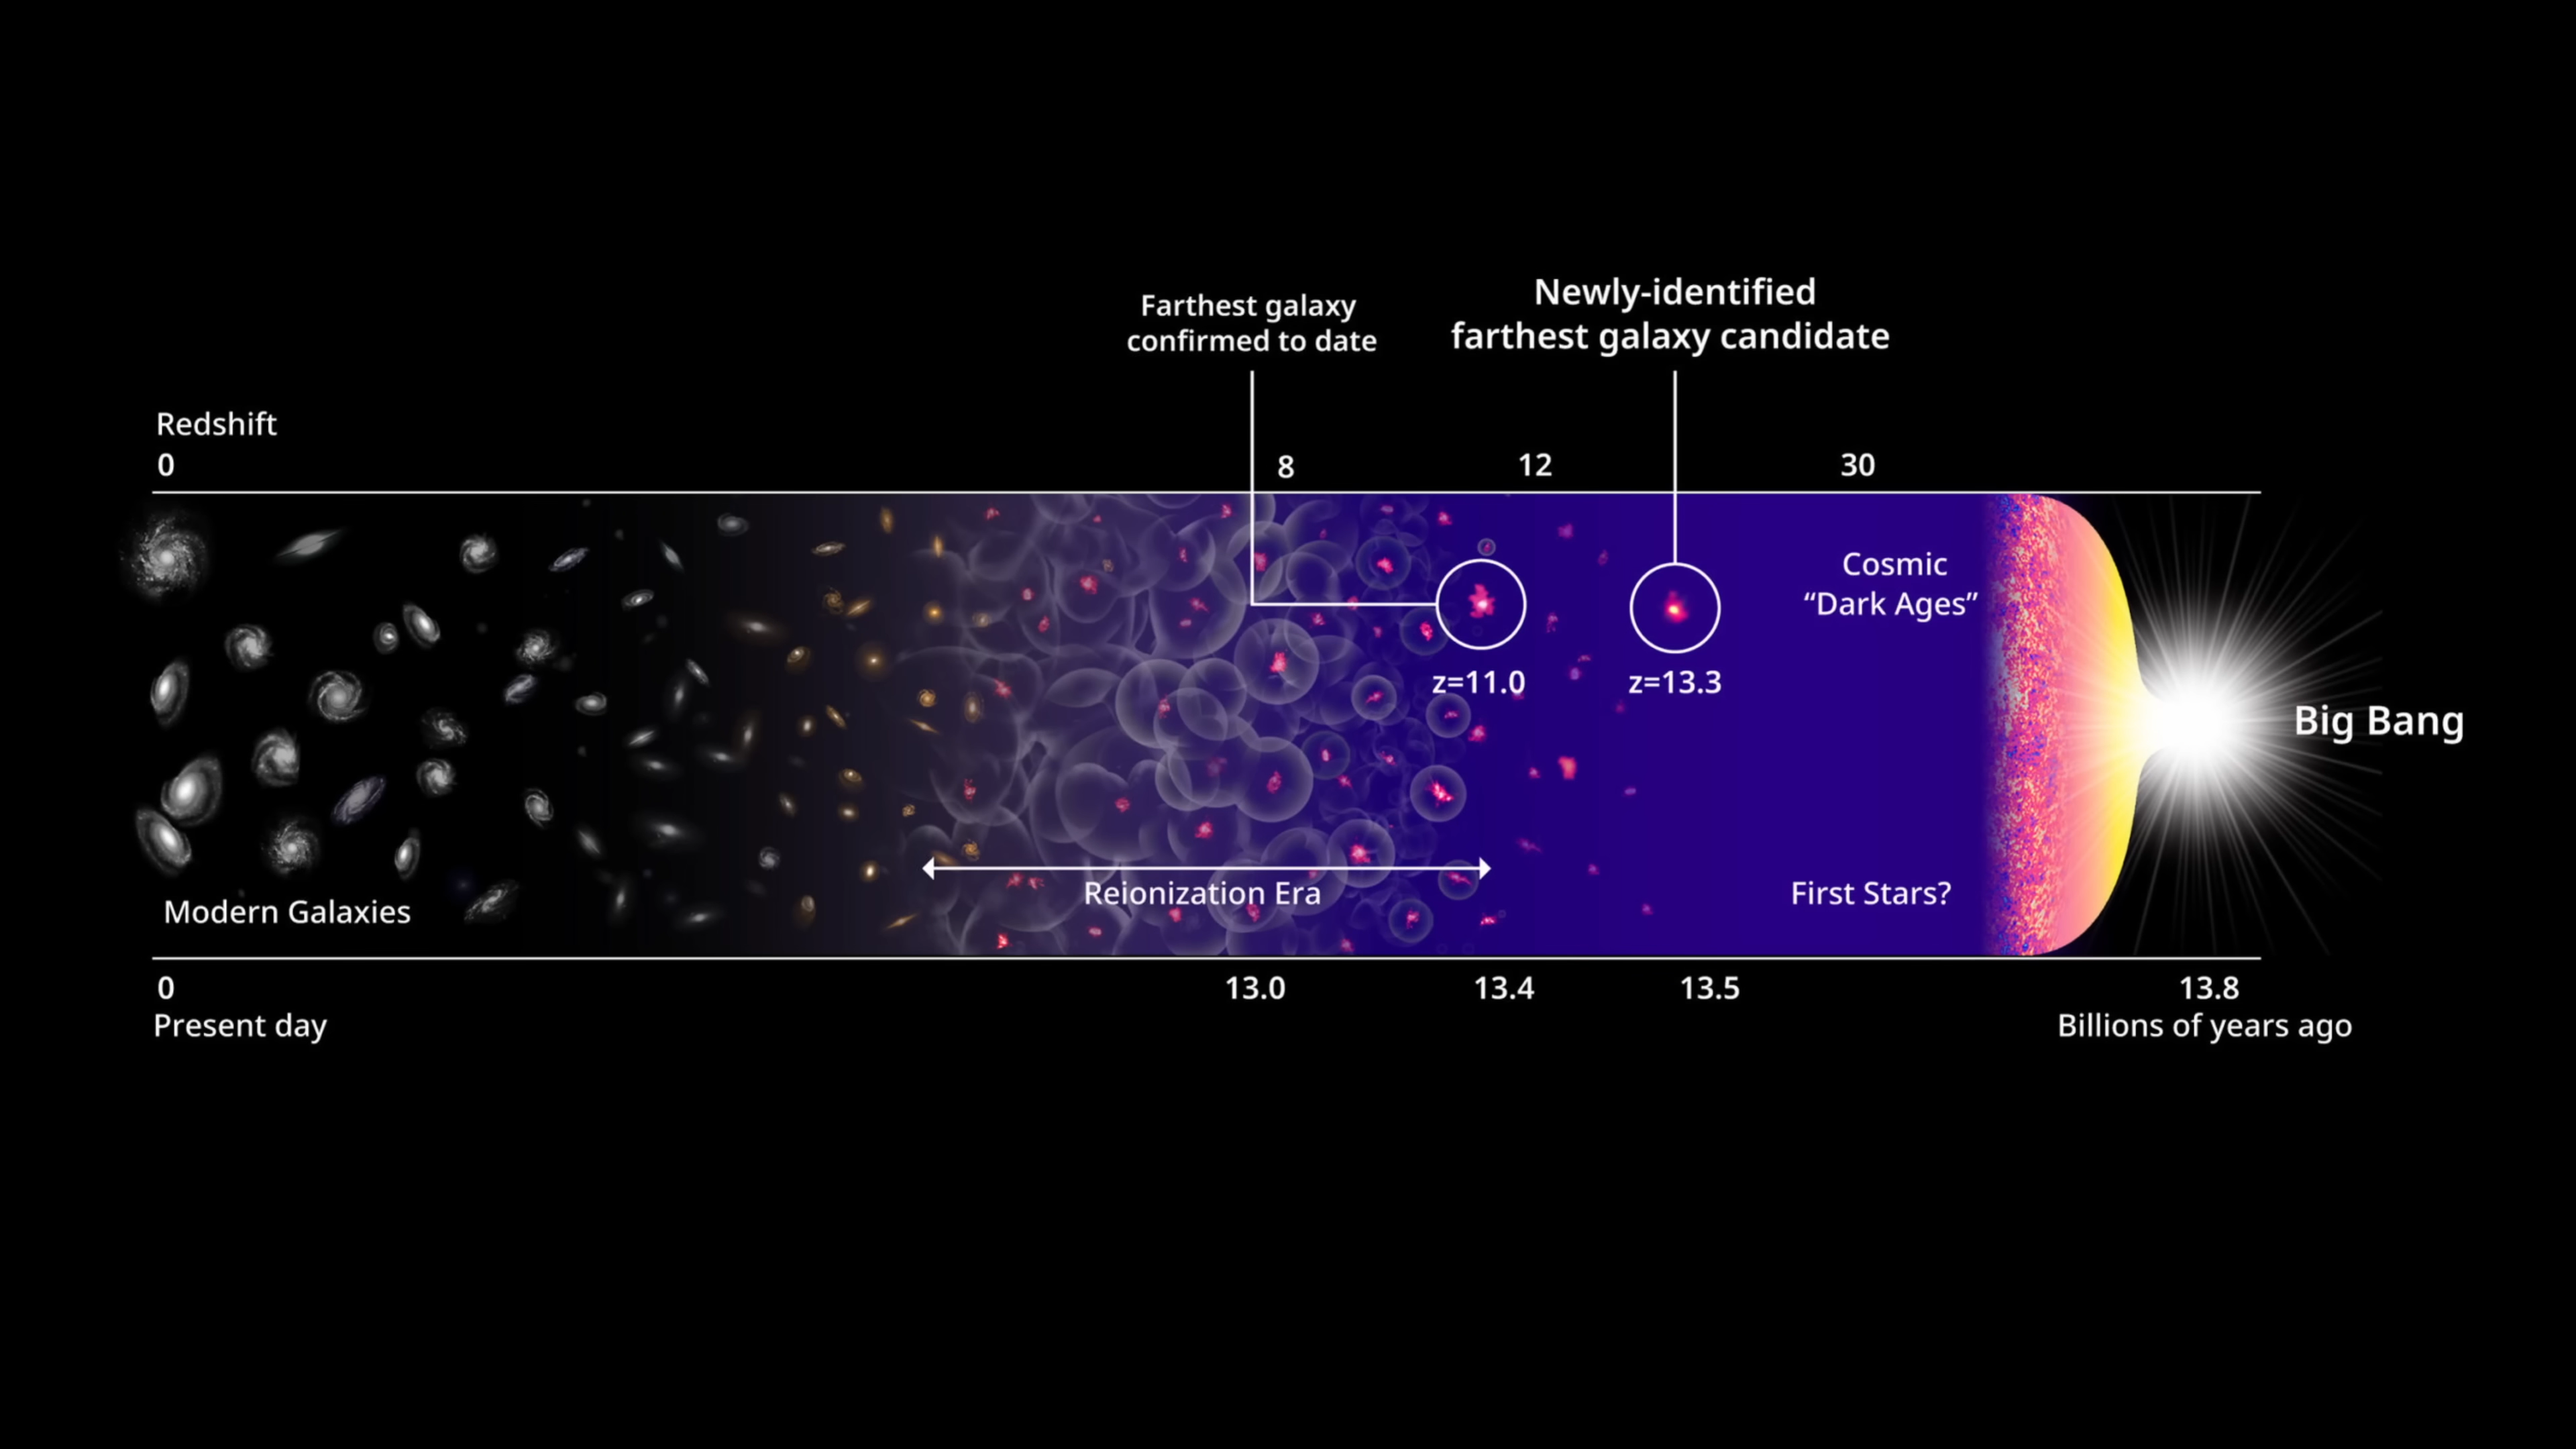 Farthest galaxy
confirmed to date
Newly-identified
farthest galaxy candidate
Redshift
0
8
12
30
z=11.0
z=13.3
Cosmic
“Dark Ages”
Big Bang
Modern Galaxies
Reionization Era
First Stars?
0
13.0
13.4
13.5
13.8
Present day
Billions of years ago